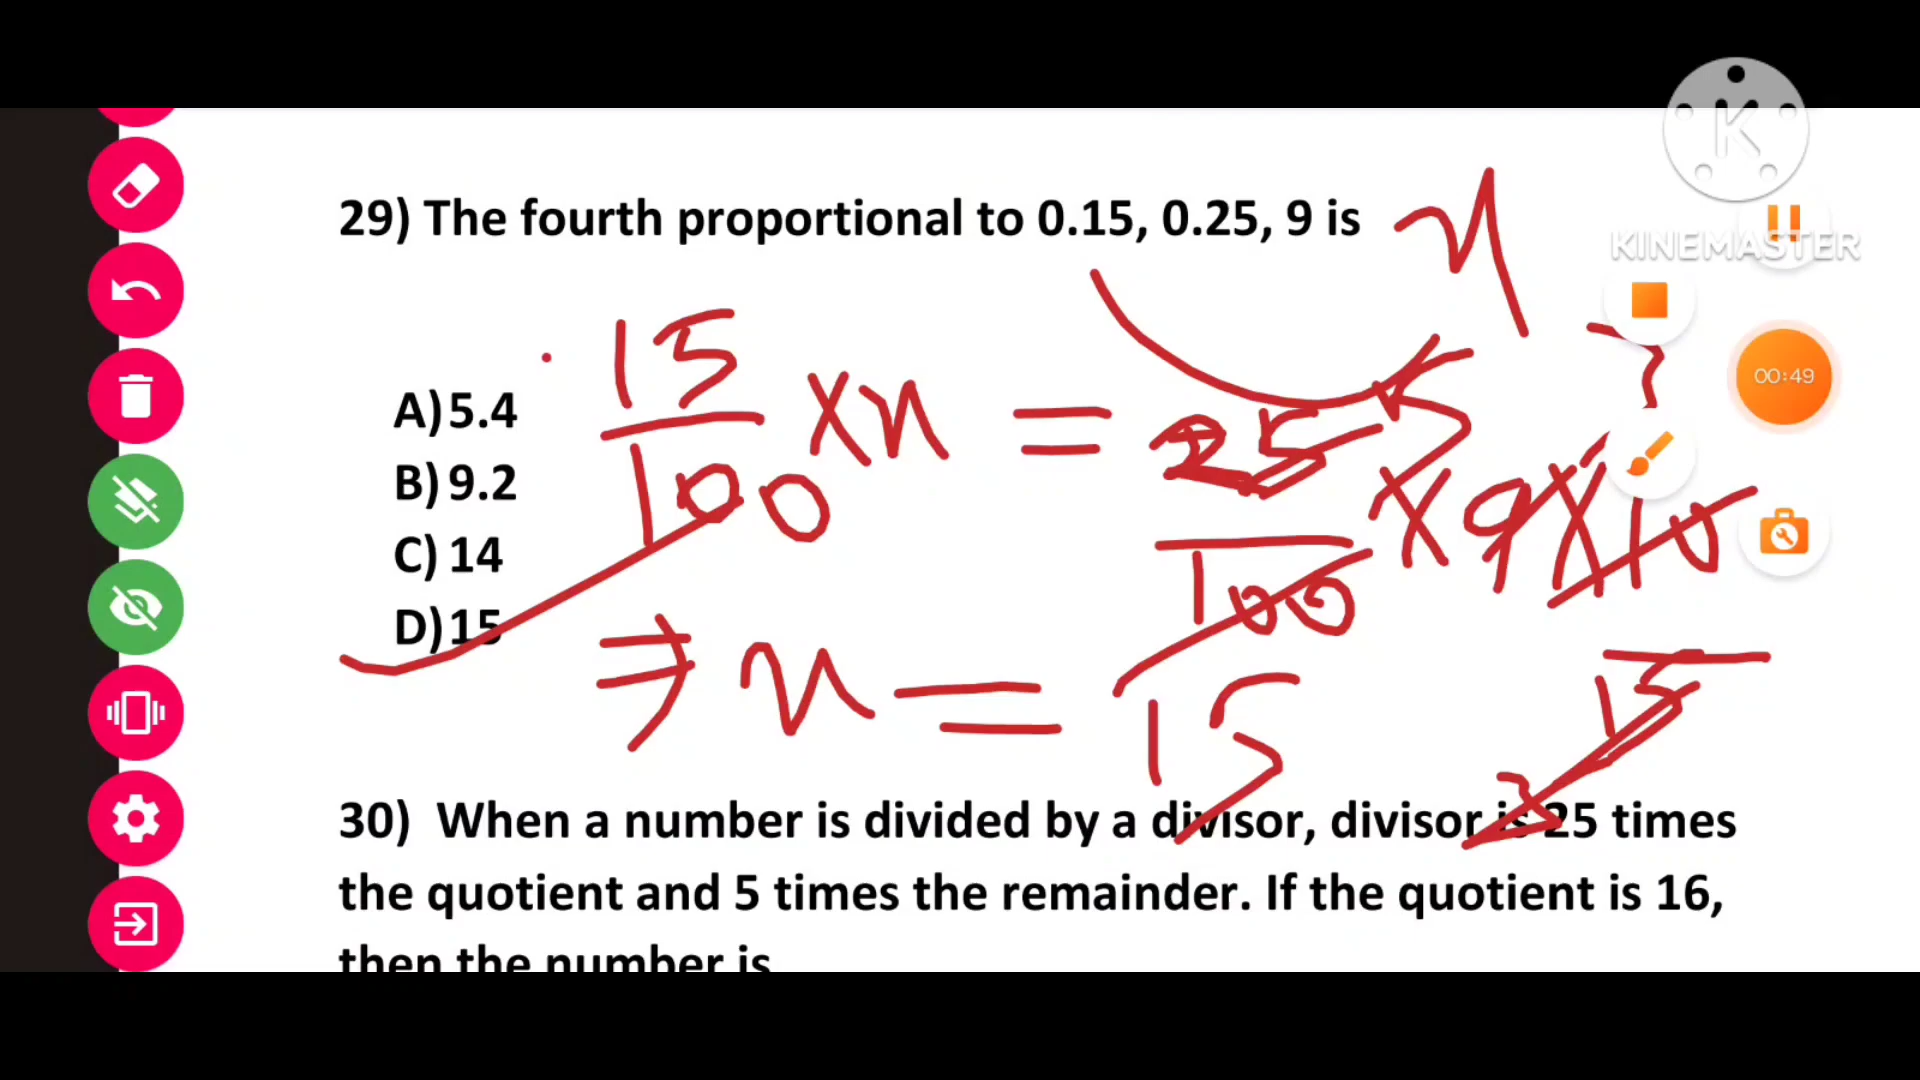 29) The fourth proportional to 0.15, 0.25, 9 is x
KINEMASTER
00:49
A) 5.4
B) 9.2
C) 14
D) 15
15/100 × x = 25/100 × 9 ×
15
⇒ x = 15
30) When a number is divided by a divisor, divisor is 25 times
the quotient and 5 times the remainder. If the quotient is 16,
then the number is